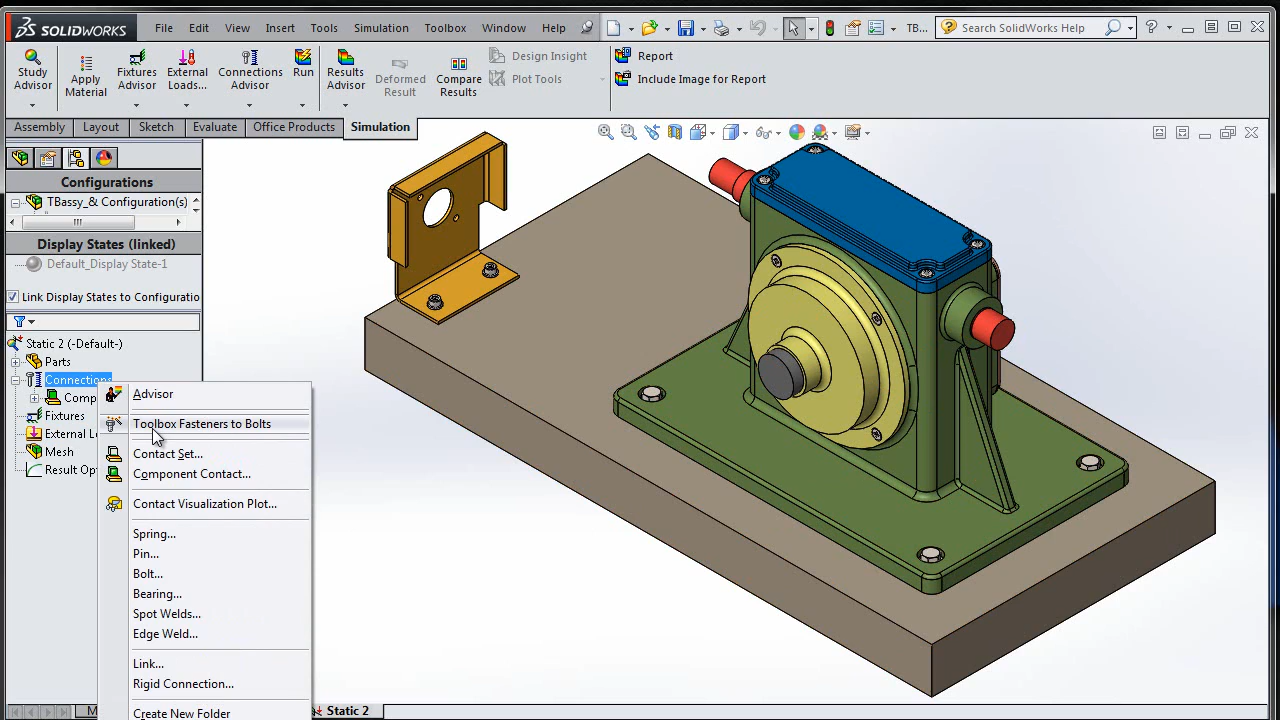 SOLIDWORKS File Edit View Insert Tools Simulation Toolbox Window Help TB... Search SolidWorks Help
Study Advisor
Apply Material
Fixtures Advisor
External Loads...
Connections Advisor
Run
Results Advisor
Deformed Result
Compare Results
Design Insight
Plot Tools
Report
Include Image for Report
Assembly Layout Sketch Evaluate Office Products Simulation
Configurations
TBassy_& Configuration(s)
Display States (linked)
Default_Display State-1
Link Display States to Configuratio
Static 2 (-Default-)
Parts
Connections
Comp
Fixtures
External Lo
Mesh
Result Op
Advisor
Toolbox Fasteners to Bolts
Contact Set...
Component Contact...
Contact Visualization Plot...
Spring...
Pin...
Bolt...
Bearing...
Spot Welds...
Edge Weld...
Link...
Rigid Connection...
Create New Folder
M
Static 2